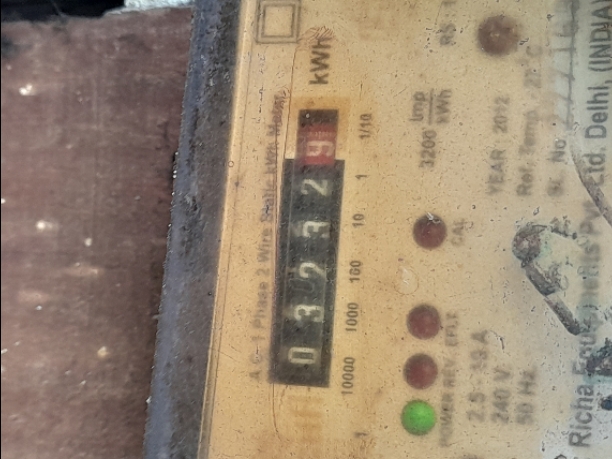 A.C. 1 Phase 2 Wire Static kWh Meter
kWh
0 3 2 3 2 9
10000 1000 100 10 1 1/10
3200 Imp
kWh
CAL
POWER REV. EFLT
2.5 - 10 A
240 V
50 Hz
YEAR 2012
Ref. Temp. 27°C
SL. No.
Ltd. Delhi, (INDIA)